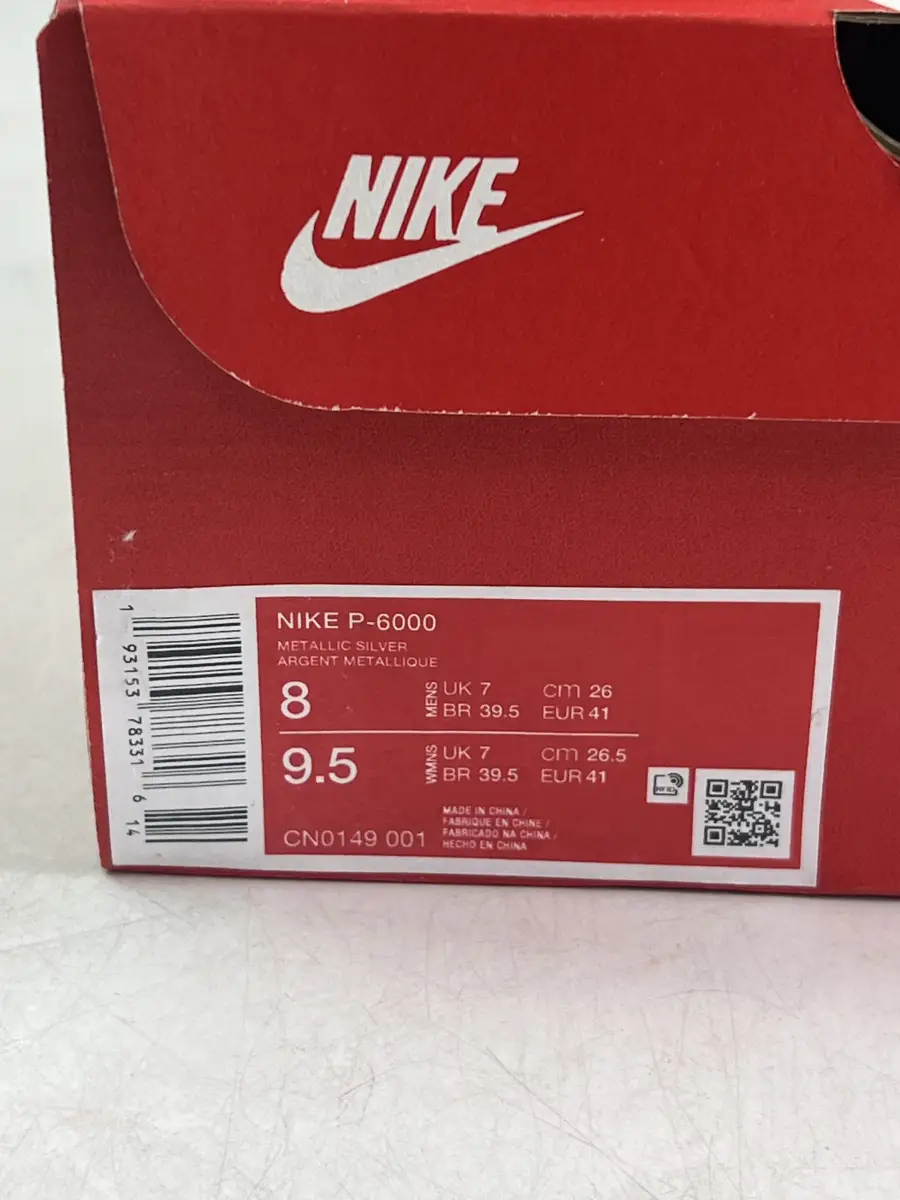 NIKE
NIKE P-6000
METALLIC SILVER
ARGENT METALLIQUE
8 MENS UK 7 cm 26
BR 39.5 EUR 41
9.5 WMNS UK 7 cm 26.5
BR 39.5 EUR 41
CN0149 001
MADE IN CHINA /
FABRIQUE EN CHINE /
FABRICADO NA CHINA /
HECHO EN CHINA
RFID
1 93153 78331 6 14